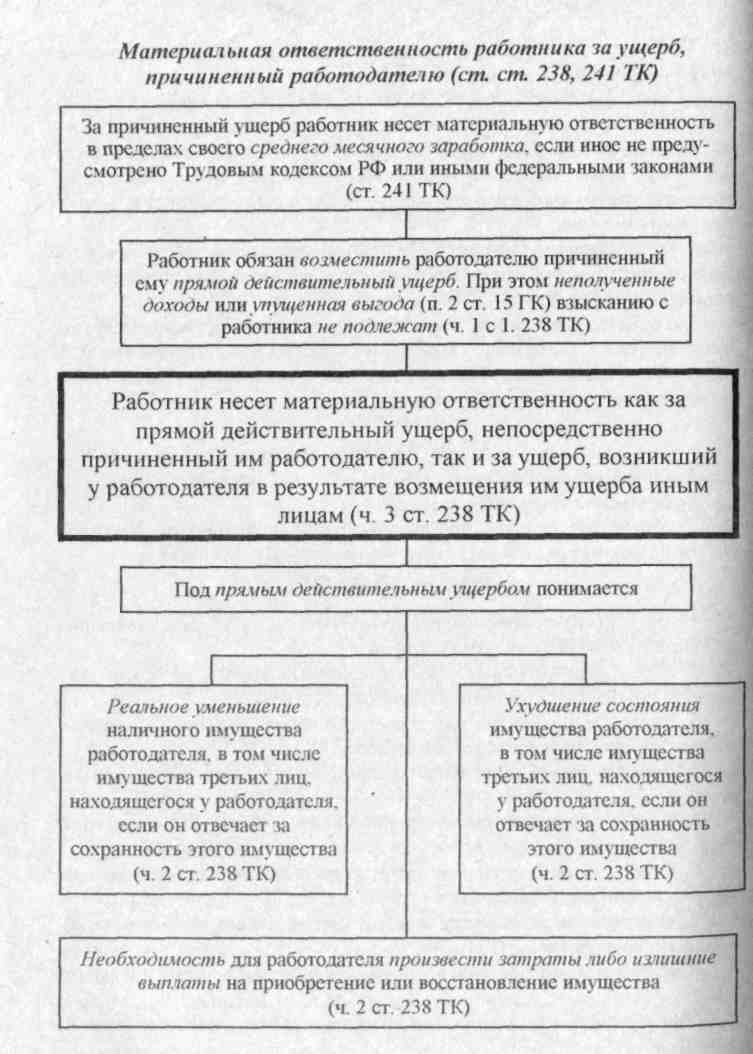 Материальная ответственность работника за ущерб,
причиненный работодателю (ст. ст. 238, 241 ТК)
За причиненный ущерб работник несет материальную ответственность
в пределах своего среднего месячного заработка, если иное не преду-
смотрено Трудовым кодексом РФ или иными федеральными законами
(ст. 241 ТК)
Работник обязан возместить работодателю причиненный
ему прямой действительный ущерб. При этом неполученные
доходы или упущенная выгода (п. 2 ст. 15 ГК) взысканию с
работника не подлежат (ч. 1 с 1. 238 ТК)
Работник несет материальную ответственность как за
прямой действительный ущерб, непосредственно
причиненный им работодателю, так и за ущерб, возникший
у работодателя в результате возмещения им ущерба иным
лицам (ч. 3 ст. 238 ТК)
Под прямым действительным ущербом понимается
Реальное уменьшение
наличного имущества
работодателя, в том числе
имущества третьих лиц,
находящегося у работодателя,
если он отвечает за
сохранность этого имущества
(ч. 2 ст. 238 ТК)
Ухудшение состояния
имущества работодателя,
в том числе имущества
третьих лиц, находящегося
у работодателя, если он
отвечает за сохранность
этого имущества
(ч. 2 ст. 238 ТК)
Необходимость для работодателя произвести затраты либо излишние
выплаты на приобретение или восстановление имущества
(ч. 2 ст. 238 ТК)